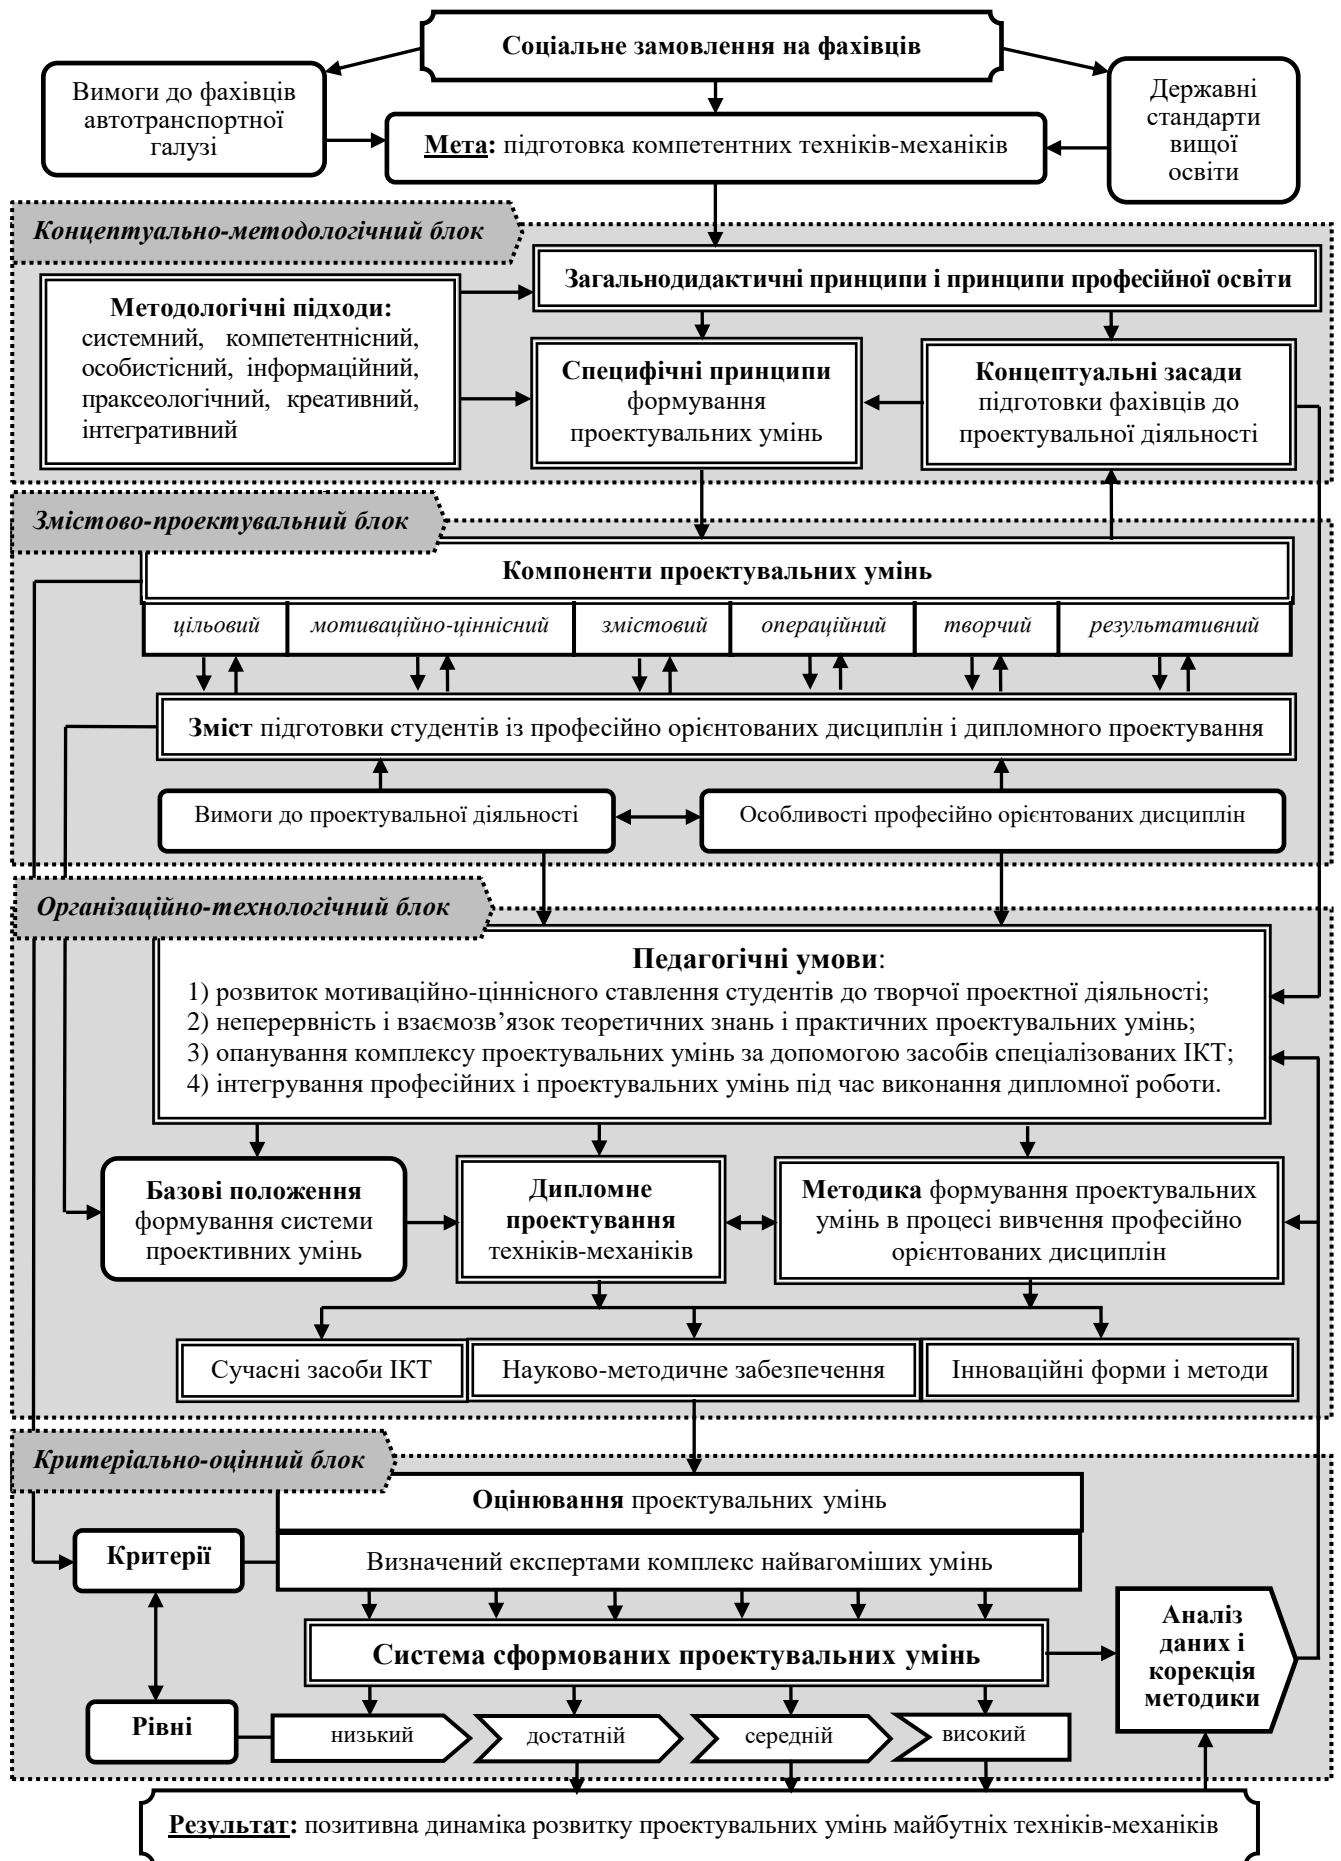 Соціальне замовлення на фахівців
Вимоги до фахівців
автотранспортної
галузі
Державні
стандарти
вищої
освіти
Мета: підготовка компетентних техніків-механіків
Концептуально-методологічний блок
Загальнодидактичні принципи і принципи професійної освіти
Методологічні підходи:
системний, компетентнісний,
особистісний, інформаційний,
праксеологічний, креативний,
інтегративний
Специфічні принципи
формування
проектувальних умінь
Концептуальні засади
підготовки фахівців до
проектувальної діяльності
Змістово-проектувальний блок
Компоненти проектувальних умінь
цільовий
мотиваційно-ціннісний
змістовий
операційний
творчий
результативний
Зміст підготовки студентів із професійно орієнтованих дисциплін і дипломного проектування
Вимоги до проектувальної діяльності
Особливості професійно орієнтованих дисциплін
Організаційно-технологічний блок
Педагогічні умови:
1) розвиток мотиваційно-ціннісного ставлення студентів до творчої проектної діяльності;
2) неперервність і взаємозв’язок теоретичних знань і практичних проектувальних умінь;
3) опанування комплексу проектувальних умінь за допомогою засобів спеціалізованих ІКТ;
4) інтегрування професійних і проектувальних умінь під час виконання дипломної роботи.
Базові положення
формування системи
проективних умінь
Дипломне
проектування
техніків-механіків
Методика формування проектувальних
умінь в процесі вивчення професійно
орієнтованих дисциплін
Сучасні засоби ІКТ
Науково-методичне забезпечення
Інноваційні форми і методи
Критеріально-оцінний блок
Оцінювання проектувальних умінь
Критерії
Визначений експертами комплекс найвагоміших умінь
Система сформованих проектувальних умінь
Аналіз
даних і
корекція
методики
Рівні
низький
достатній
середній
високий
Результат: позитивна динаміка розвитку проектувальних умінь майбутніх техніків-механіків